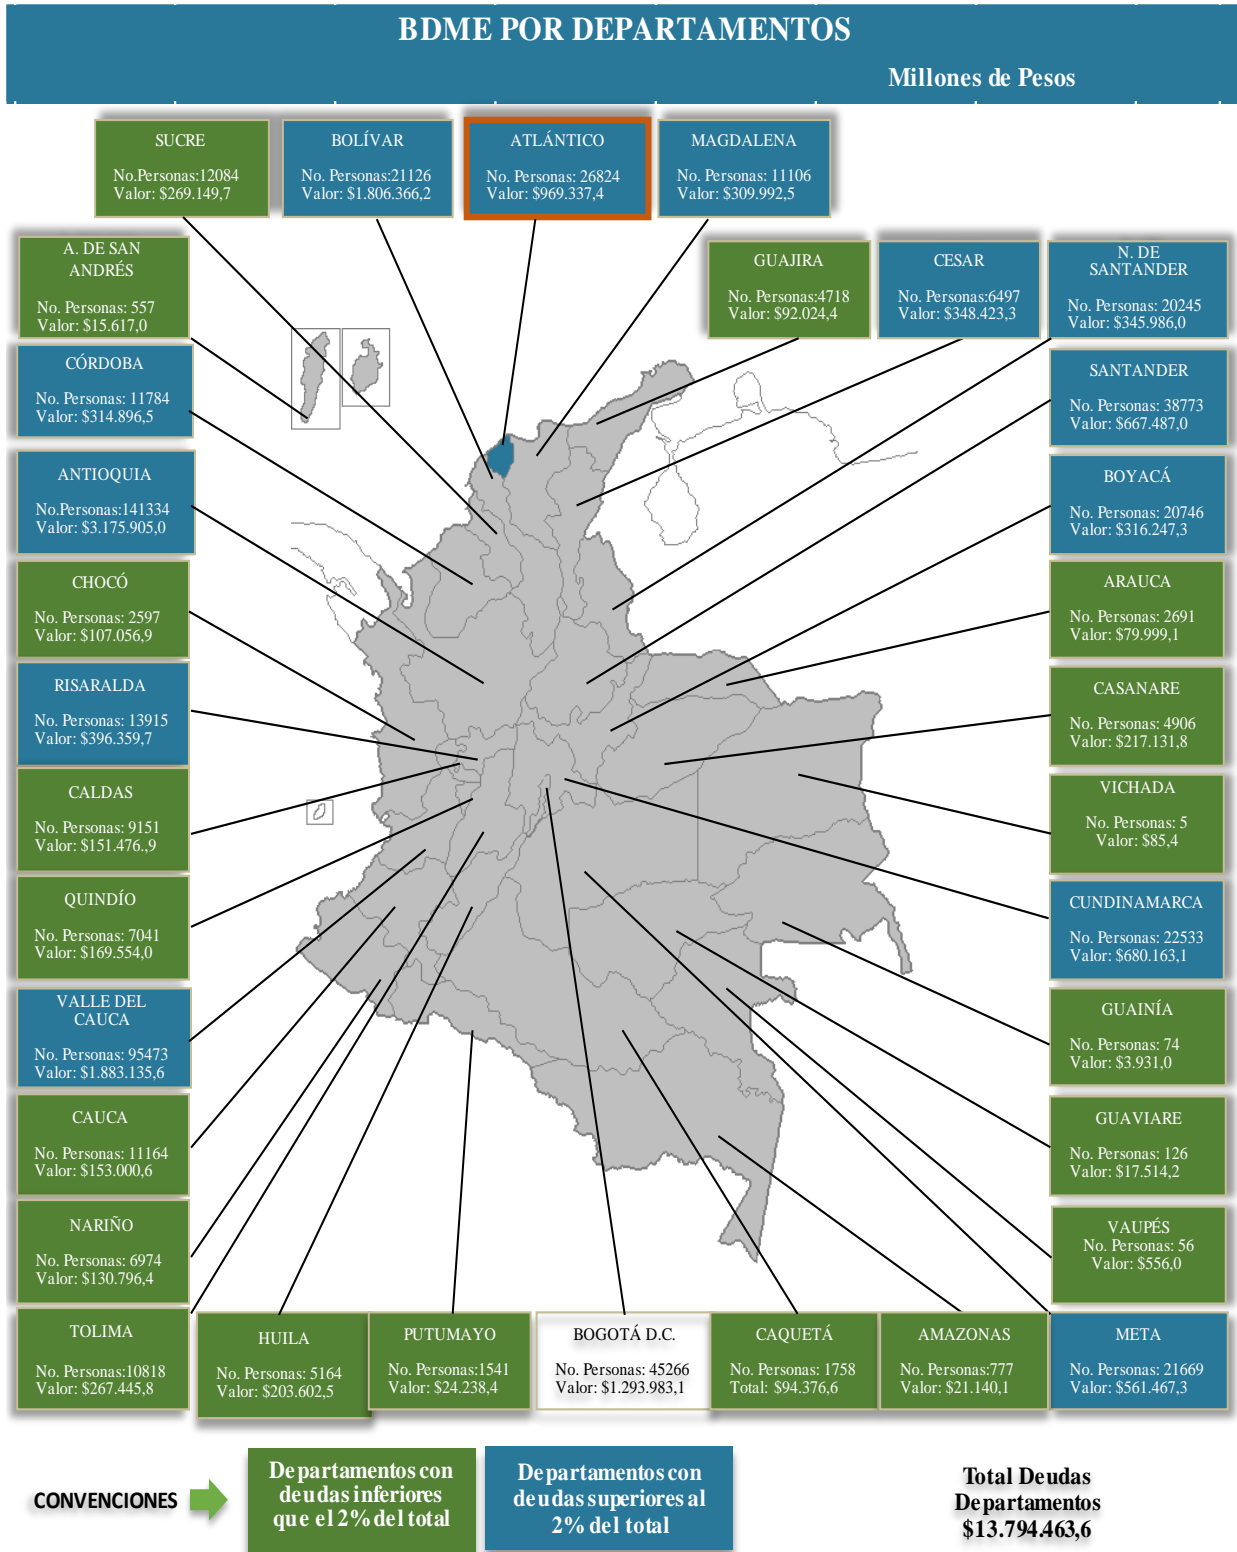 BDME POR DEPARTAMENTOS
Millones de Pesos
SUCRE
No.Personas:12084
Valor: $269.149,7
BOLÍVAR
No. Personas:21126
Valor: $1.806.366,2
ATLÁNTICO
No. Personas: 26824
Valor: $969.337,4
MAGDALENA
No. Personas: 11106
Valor: $309.992,5
A. DE SAN
ANDRÉS
No. Personas: 557
Valor: $15.617,0
GUAJIRA
No. Personas:4718
Valor: $92.024,4
CESAR
No. Personas:6497
Valor: $348.423,3
N. DE
SANTANDER
No. Personas: 20245
Valor: $345.986,0
CÓRDOBA
No. Personas: 11784
Valor: $314.896,5
SANTANDER
No. Personas: 38773
Valor: $667.487,0
ANTIOQUIA
No.Personas:141334
Valor: $3.175.905,0
BOYACÁ
No. Personas: 20746
Valor: $316.247,3
CHOCÓ
No. Personas: 2597
Valor: $107.056,9
ARAUCA
No. Personas: 2691
Valor: $79.999,1
RISARALDA
No. Personas: 13915
Valor: $396.359,7
CASANARE
No. Personas: 4906
Valor: $217.131,8
CALDAS
No. Personas: 9151
Valor: $151.476.,9
VICHADA
No. Personas: 5
Valor: $85,4
QUINDÍO
No. Personas: 7041
Valor: $169.554,0
CUNDINAMARCA
No. Personas: 22533
Valor: $680.163,1
VALLE DEL
CAUCA
No. Personas: 95473
Valor: $1.883.135,6
GUAINÍA
No. Personas: 74
Valor: $3.931,0
CAUCA
No. Personas: 11164
Valor: $153.000,6
GUAVIARE
No. Personas: 126
Valor: $17.514,2
NARIÑO
No. Personas: 6974
Valor: $130.796,4
VAUPÉS
No. Personas: 56
Valor: $556,0
TOLIMA
No. Personas:10818
Valor: $267.445,8
HUILA
No. Personas: 5164
Valor: $203.602,5
PUTUMAYO
No. Personas:1541
Valor: $24.238,4
BOGOTÁ D.C.
No. Personas: 45266
Valor: $1.293.983,1
CAQUETÁ
No. Personas: 1758
Total: $94.376,6
AMAZONAS
No. Personas:777
Valor: $21.140,1
META
No. Personas: 21669
Valor: $561.467,3
CONVENCIONES
Departamentos con
deudas inferiores
que el 2% del total
Departamentos con
deudas superiores al
2% del total
Total Deudas
Departamentos
$13.794.463,6